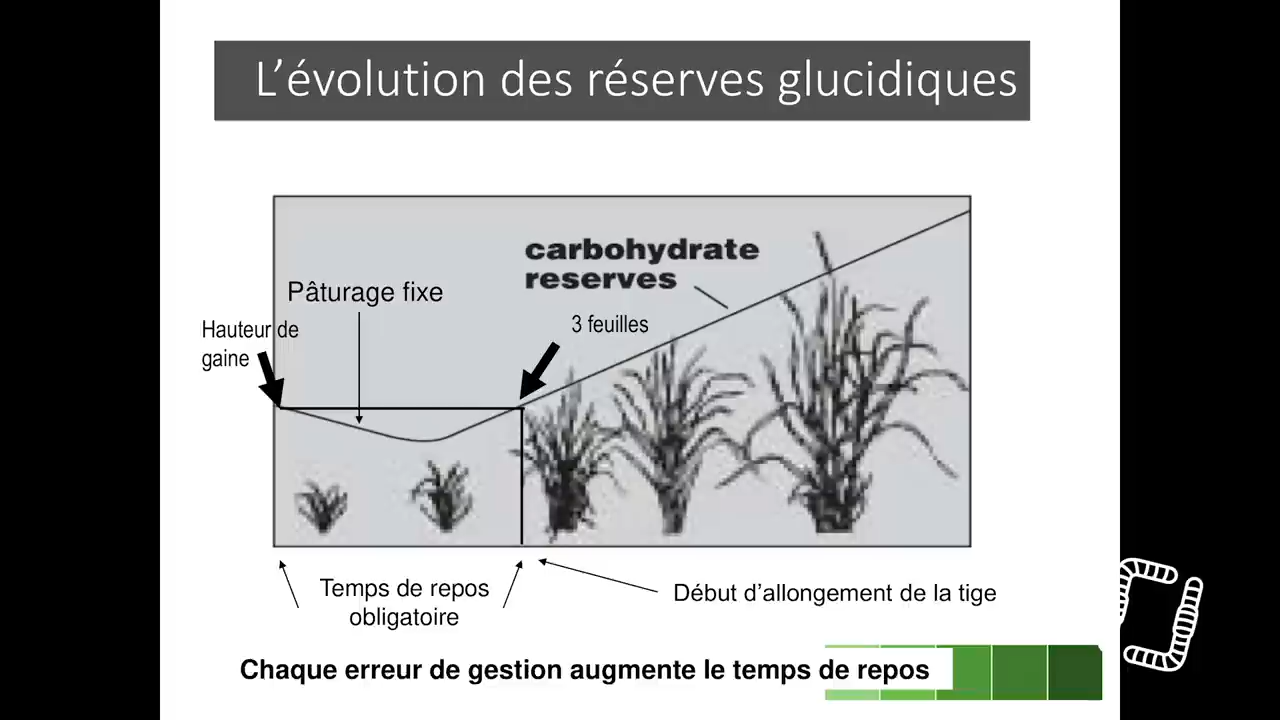 L’évolution des réserves glucidiques
carbohydrate
reserves
Pâturage fixe
Hauteur de
gaine
3 feuilles
Temps de repos
obligatoire
Début d’allongement de la tige
Chaque erreur de gestion augmente le temps de repos